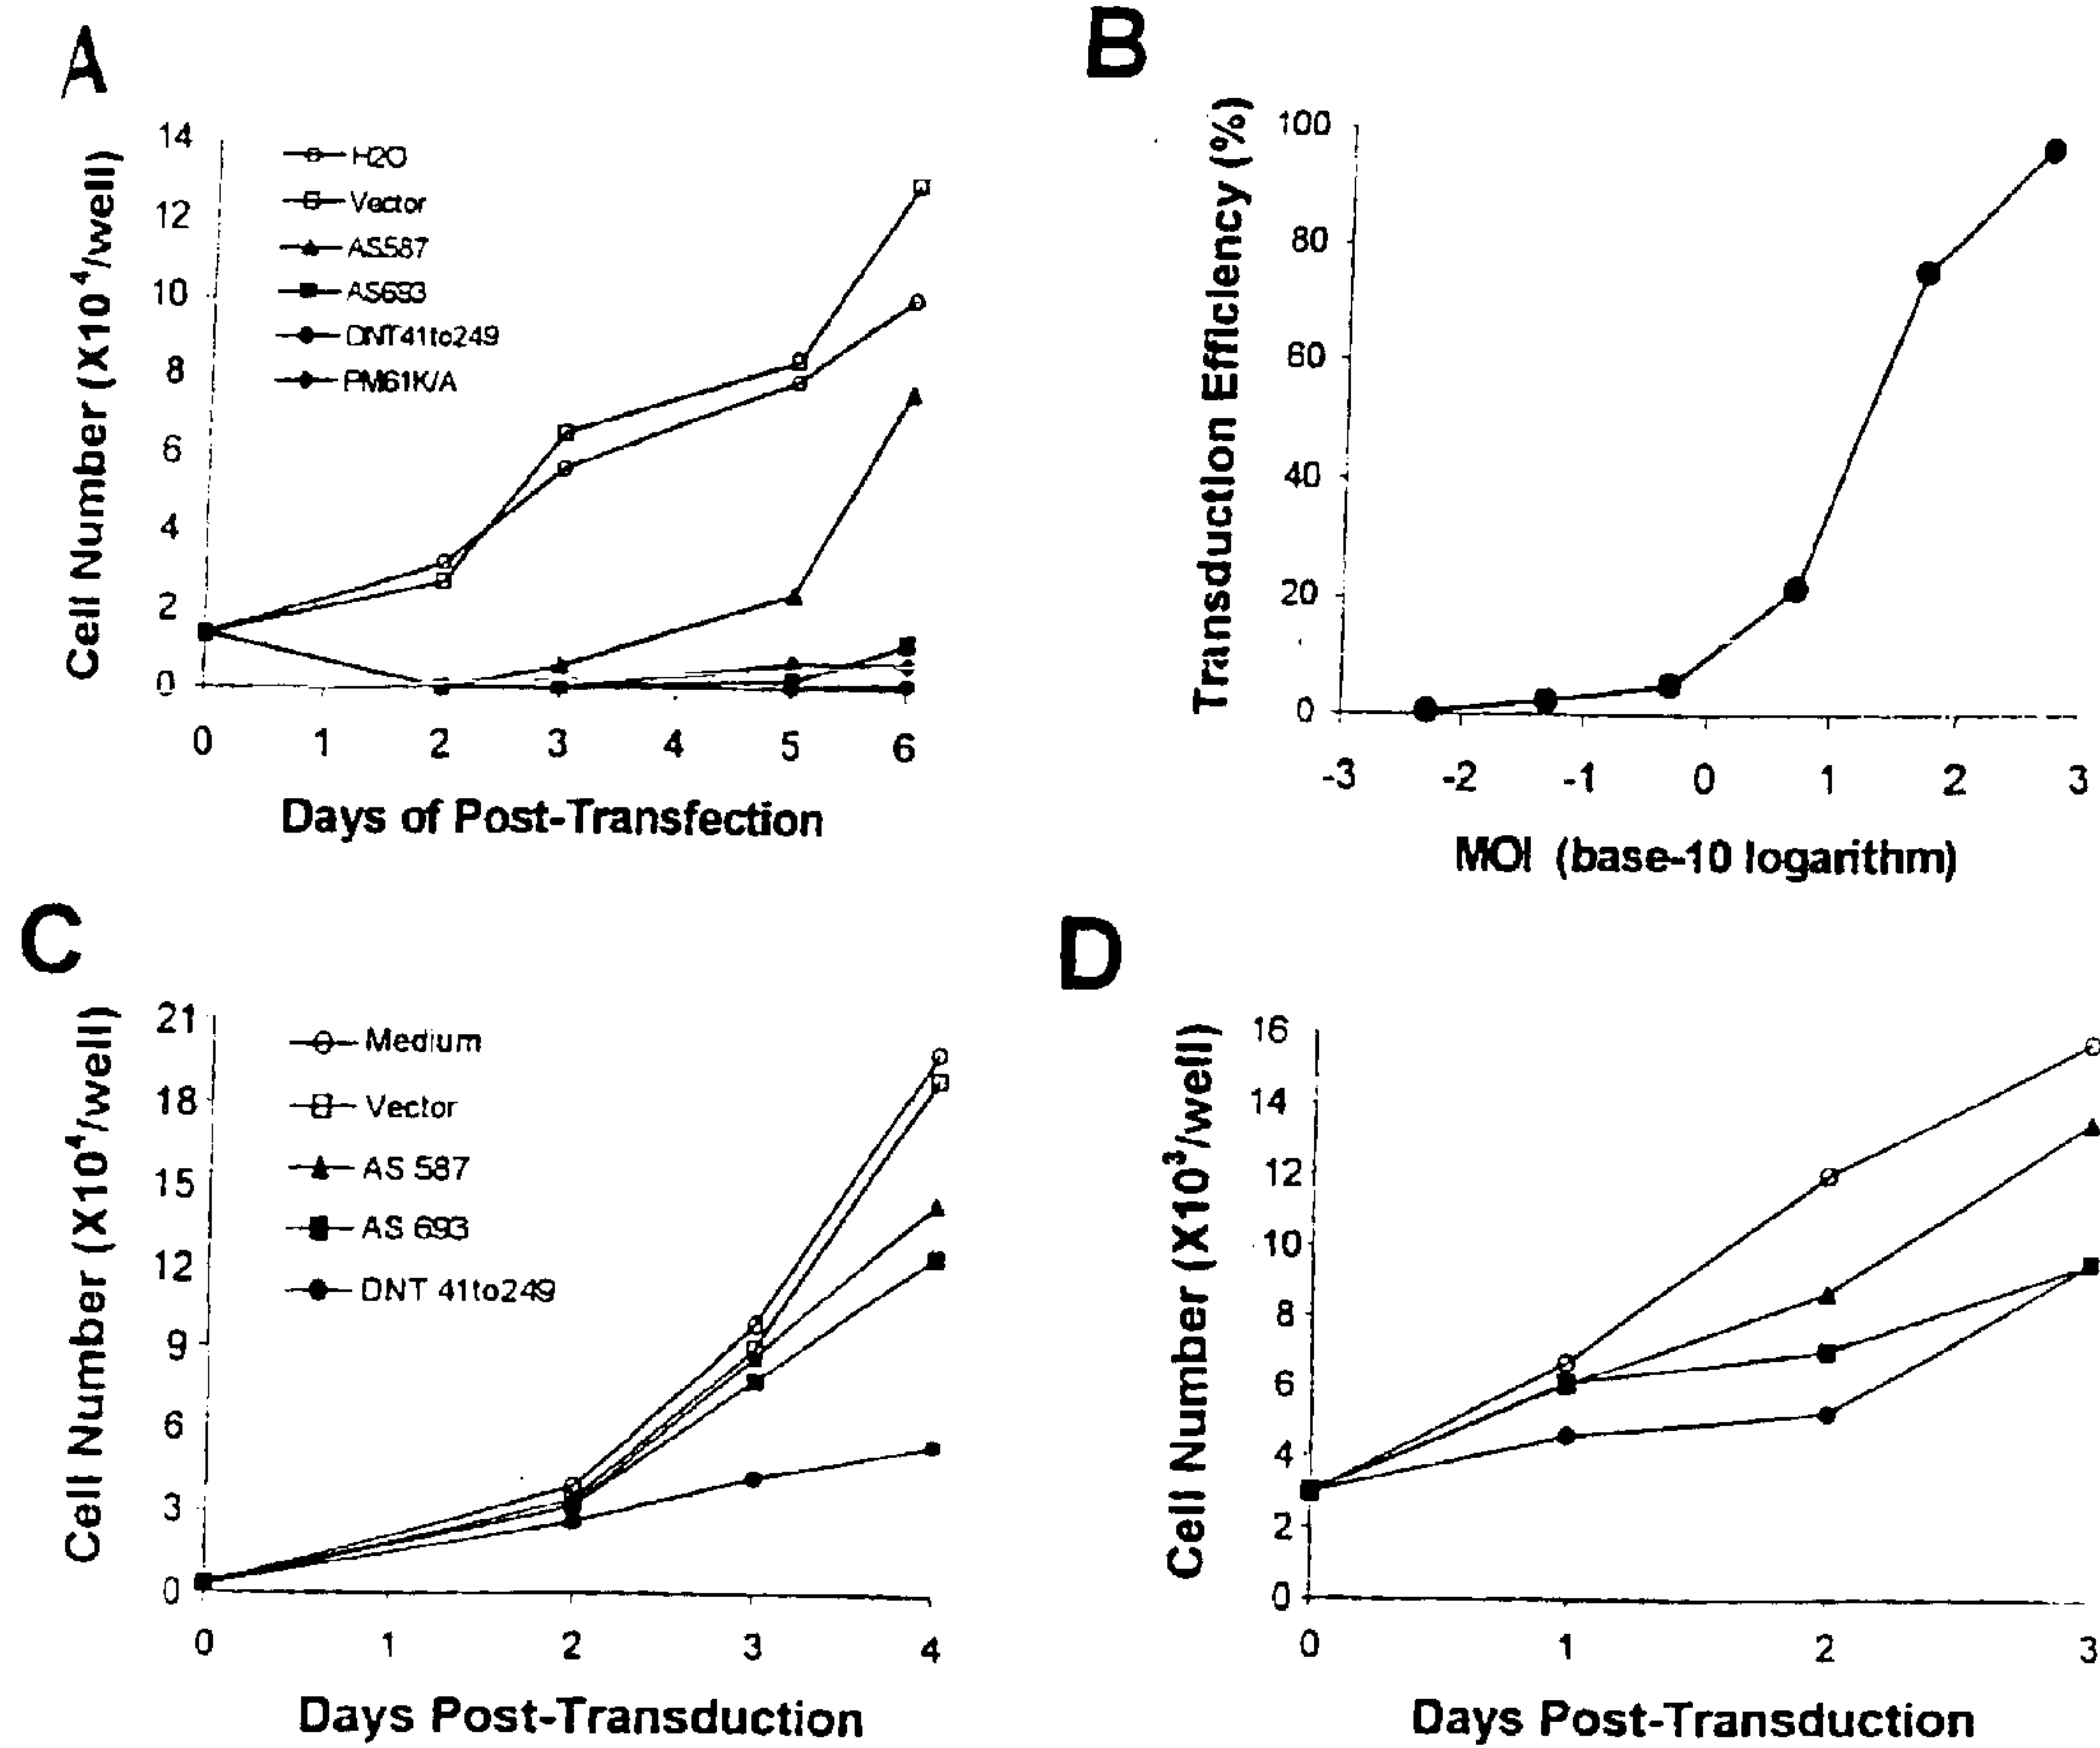 A
Cell Number (X10⁴/well)
14
12
10
8
6
4
2
0
H2O
Vector
AS587
AS693
DNT41to249
PM61K/A
0 1 2 3 4 5 6
Days of Post-Transfection
B
Transduction Efficiency (%)
100
80
60
40
20
0
-3 -2 -1 0 1 2 3
MOI (base-10 logarithm)
C
Cell Number (X10⁴/well)
21
18
15
12
9
6
3
0
Medium
Vector
AS 587
AS 693
DNT 41to249
0 1 2 3 4
Days Post-Transduction
D
Cell Number (X10³/well)
16
14
12
10
8
6
4
2
0
0 1 2 3
Days Post-Transduction